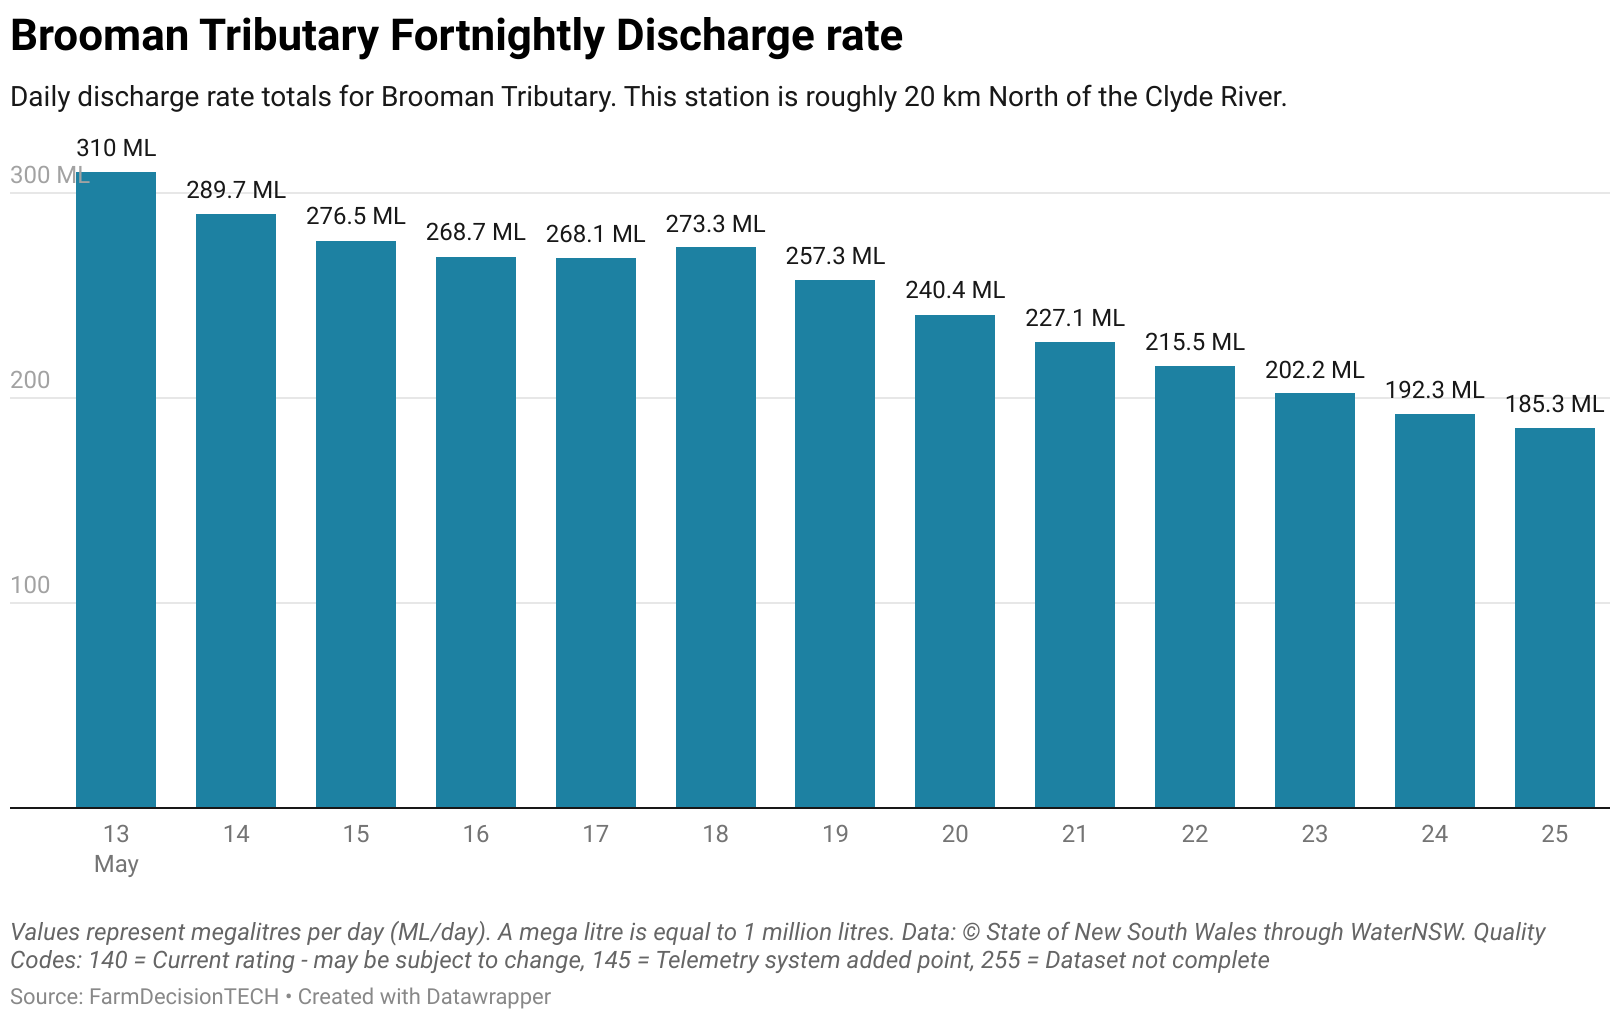 Brooman Tributary Fortnightly Discharge rate
Daily discharge rate totals for Brooman Tributary. This station is roughly 20 km North of the Clyde River.
310 ML
300 ML
289.7 ML
276.5 ML
268.7 ML
268.1 ML
273.3 ML
257.3 ML
240.4 ML
227.1 ML
215.5 ML
202.2 ML
192.3 ML
185.3 ML
200
100
13 14 15 16 17 18 19 20 21 22 23 24 25
May
Values represent megalitres per day (ML/day). A mega litre is equal to 1 million litres. Data: © State of New South Wales through WaterNSW. Quality
Codes: 140 = Current rating - may be subject to change, 145 = Telemetry system added point, 255 = Dataset not complete
Source: FarmDecisionTECH • Created with Datawrapper